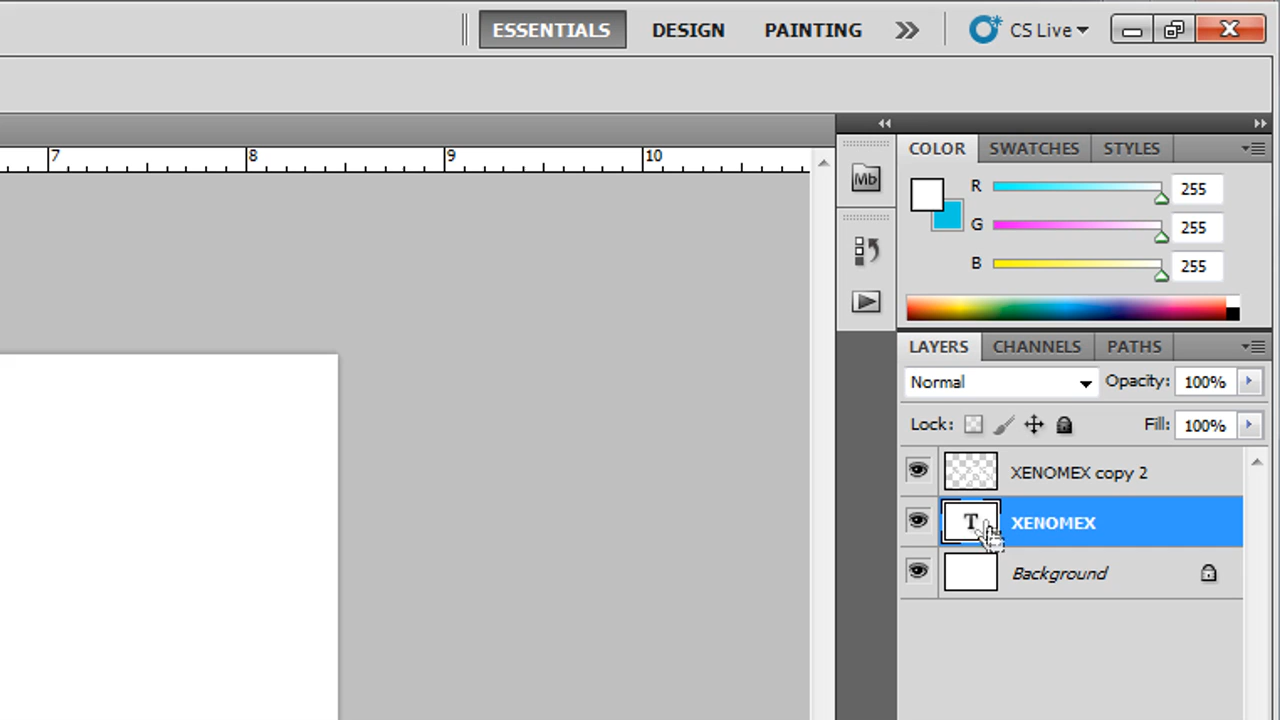 ESSENTIALS DESIGN PAINTING CS Live
7 8 9 10
Mb
COLOR SWATCHES STYLES
R 255
G 255
B 255
LAYERS CHANNELS PATHS
Normal Opacity: 100%
Lock: Fill: 100%
XENOMEX copy 2
T XENOMEX
Background